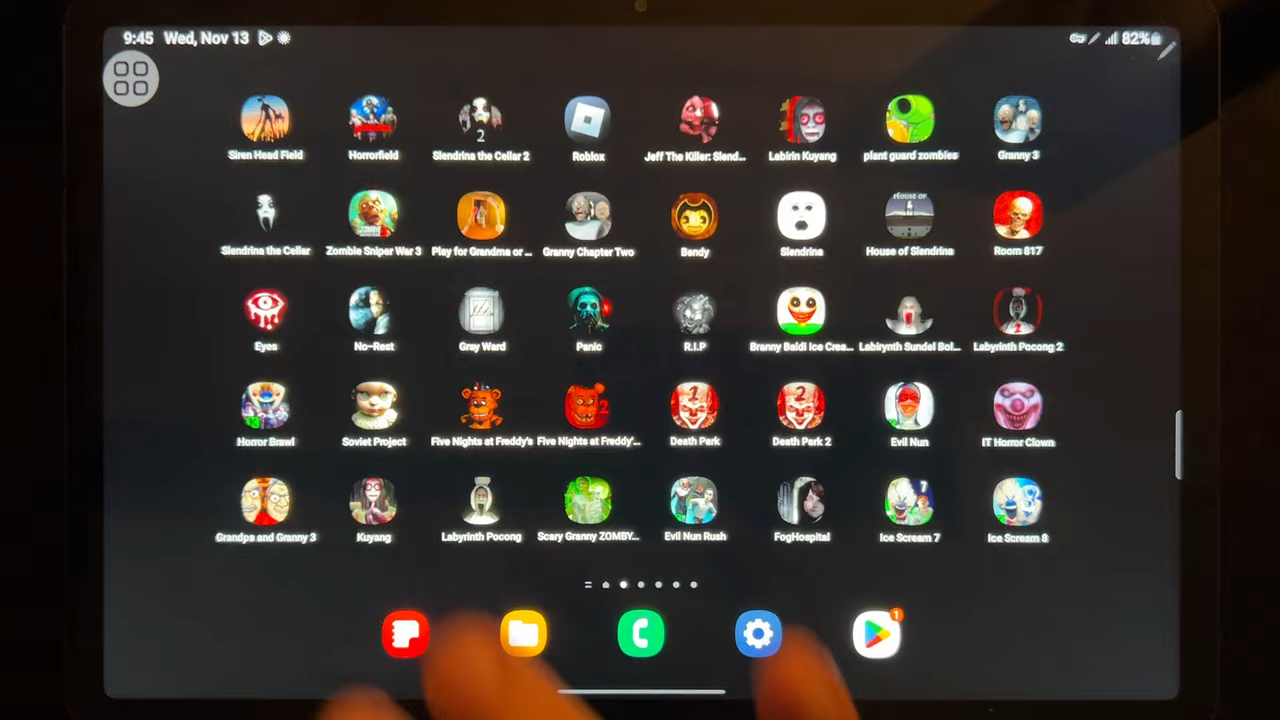 9:45 Wed, Nov 13
82%
Siren Head Field Horrorfield Slendrina the Cellar 2 Roblox Jeff The Killer: Slend... Labirin Kuyang plant guard zombies Granny 3
Slendrina the Cellar Zombie Sniper War 3 Play for Grandma or ... Granny Chapter Two Bendy Slendrina House of Slendrina Room 817
Eyes No-Rest Gray Ward Panic R.I.P Branny Baldi Ice Crea... Labirynth Sundel Bol... Labyrinth Pocong 2
Horror Brawl Soviet Project Five Nights at Freddy's Five Nights at Freddy'... Death Park Death Park 2 Evil Nun IT Horror Clown
Grandpa and Granny 3 Kuyang Labyrinth Pocong Scary Granny ZOMBY... Evil Nun Rush FogHospital Ice Scream 7 Ice Scream 8
1